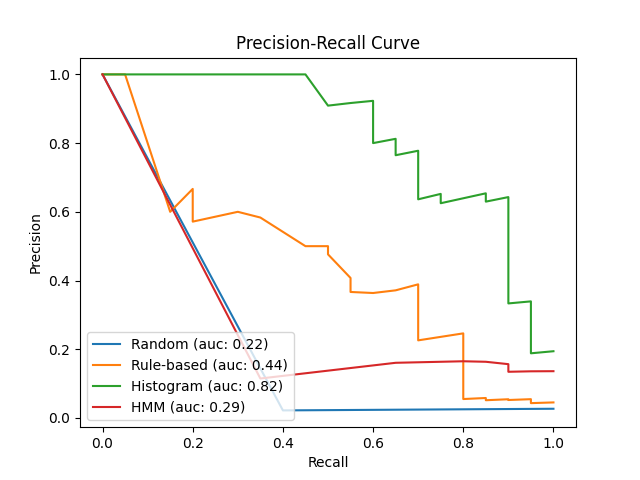 Precision-Recall Curve
1.0
0.8
0.6
0.4
0.2
0.0
Precision
Random (auc: 0.22)
Rule-based (auc: 0.44)
Histogram (auc: 0.82)
HMM (auc: 0.29)
0.0 0.2 0.4 0.6 0.8 1.0
Recall